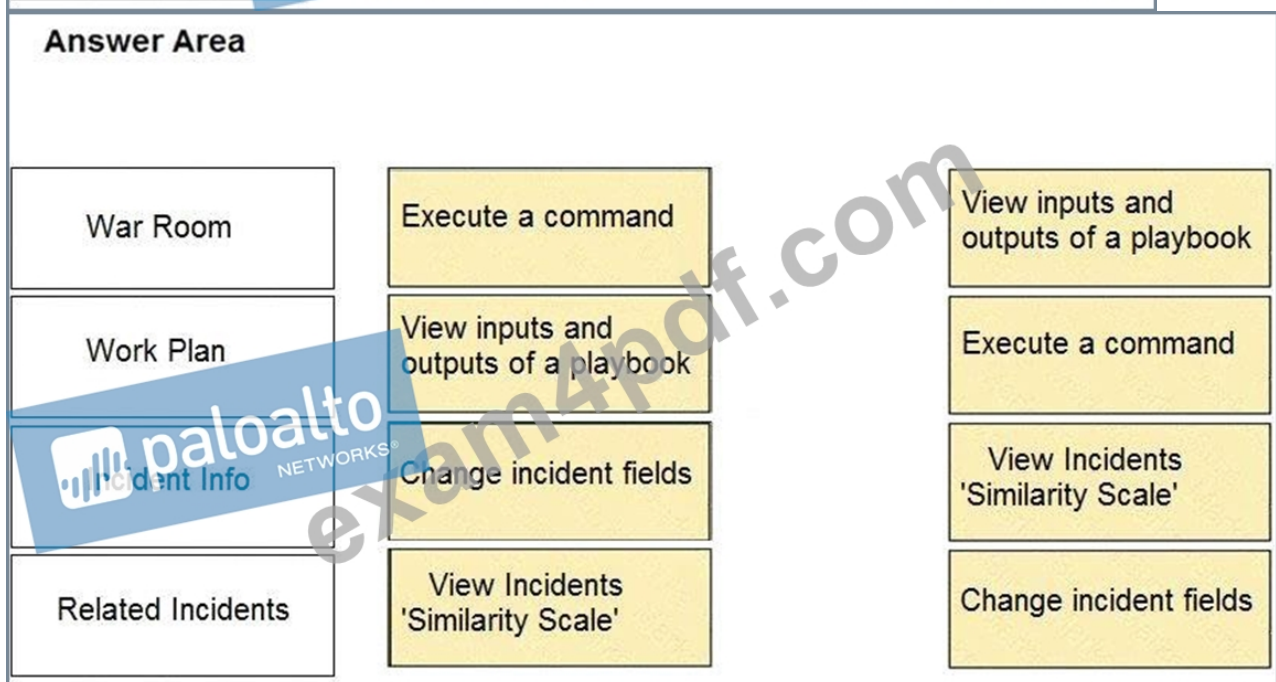 Answer Area
War Room
Execute a command
View inputs and
outputs of a playbook
Work Plan
View inputs and
outputs of a playbook
Execute a command
Incident Info
Change incident fields
View Incidents
'Similarity Scale'
Related Incidents
View Incidents
'Similarity Scale'
Change incident fields
paloalto
NETWORKS®
exam4pdf.com